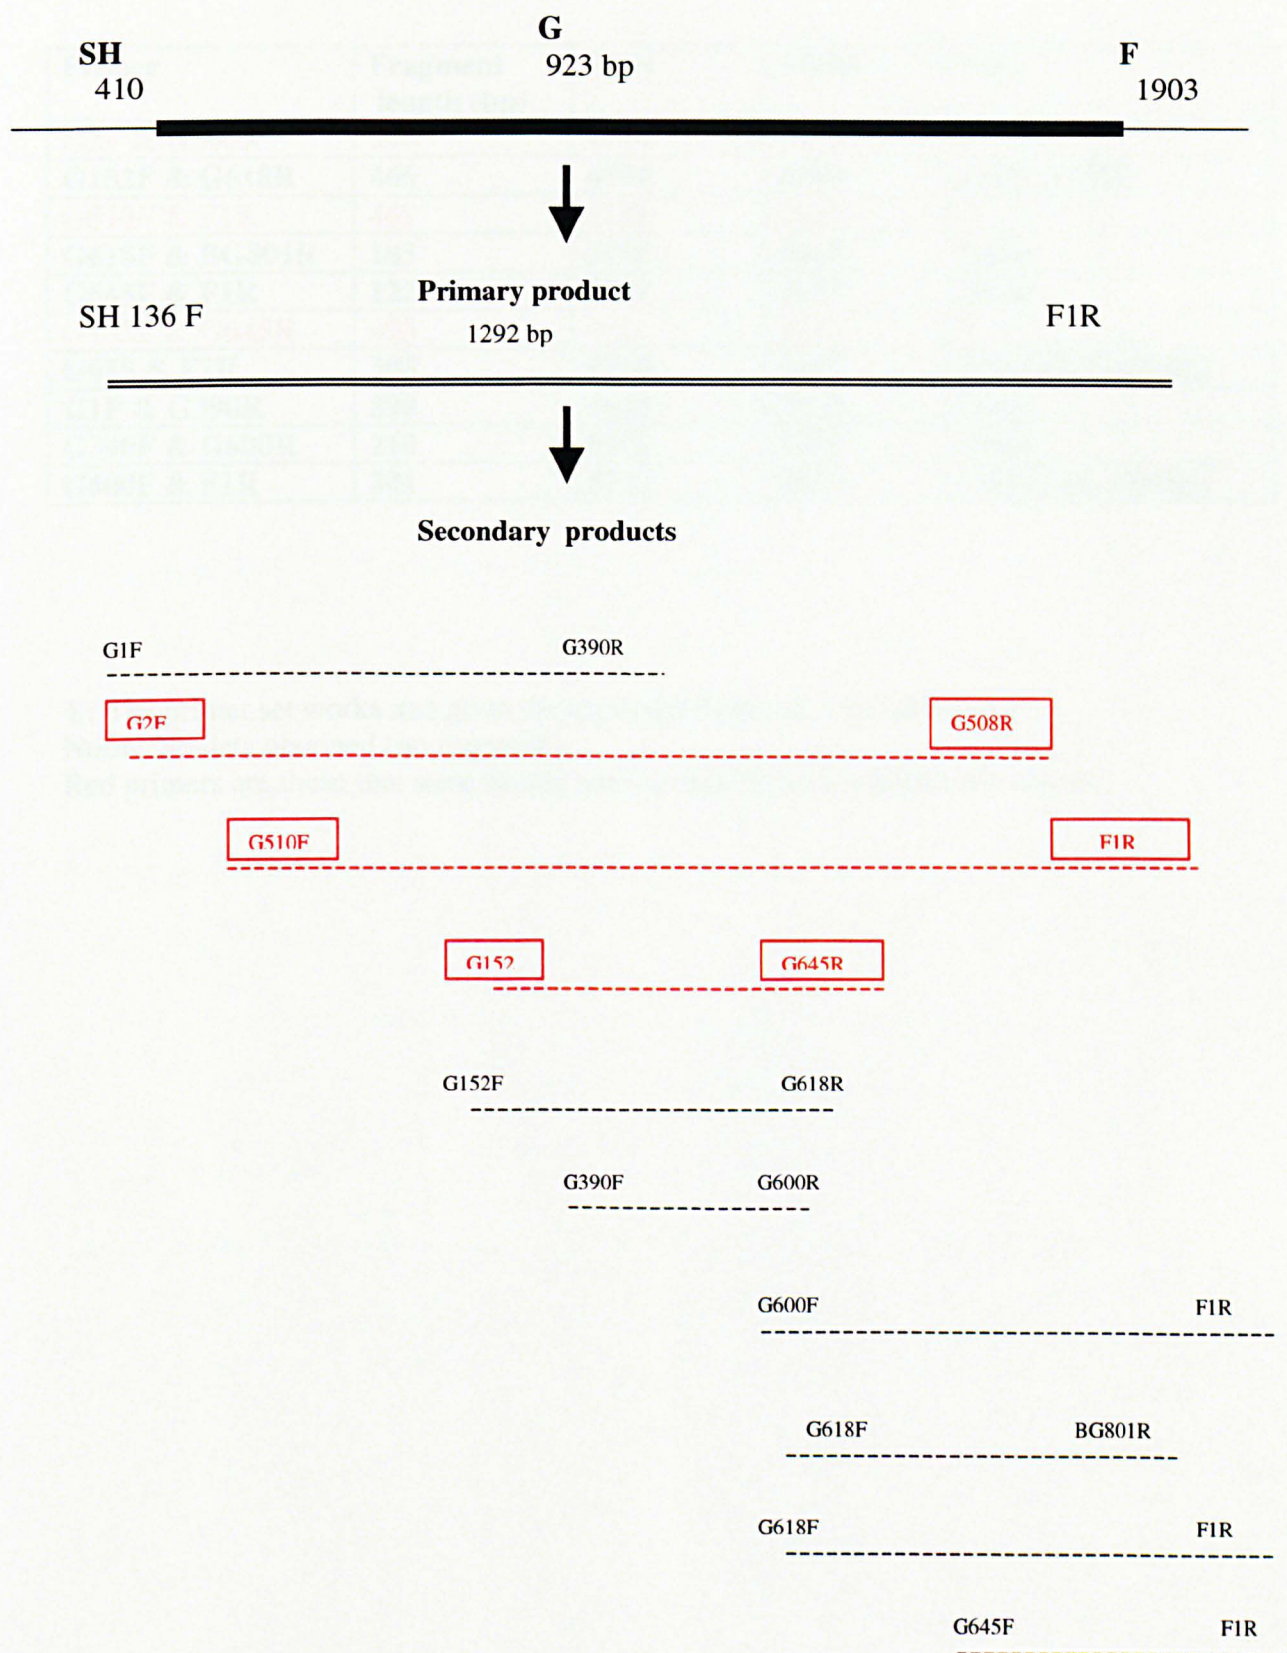 G
SH
923 bp
F
410
1903
Primary product
SH 136 F
F1R
1292 bp
Secondary products
G1F G390R
G2F G508R
G510F F1R
G152 G645R
G152F G618R
G390F G600R
G600F F1R
G618F BG801R
G618F F1R
G645F F1R